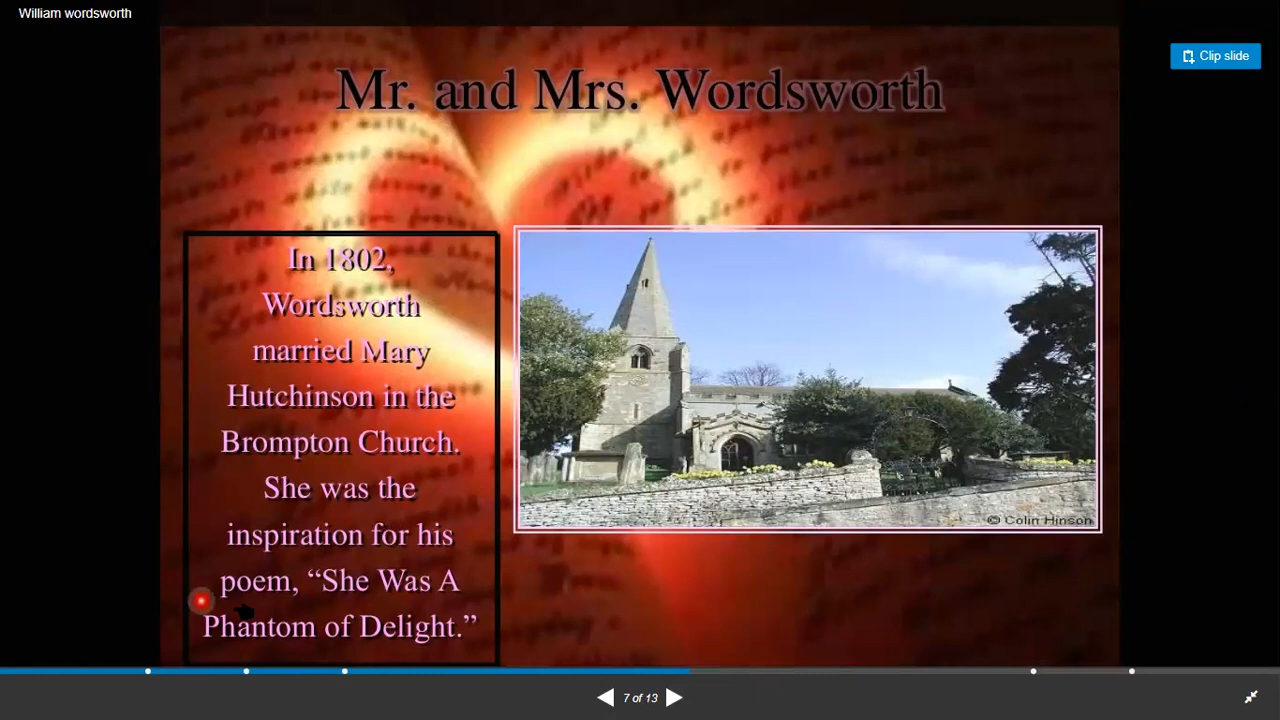 William wordsworth
Clip slide
Mr. and Mrs. Wordsworth
In 1802,
Wordsworth
married Mary
Hutchinson in the
Brompton Church.
She was the
inspiration for his
poem, “She Was A
Phantom of Delight.”
© Colin Hinson
7 of 13